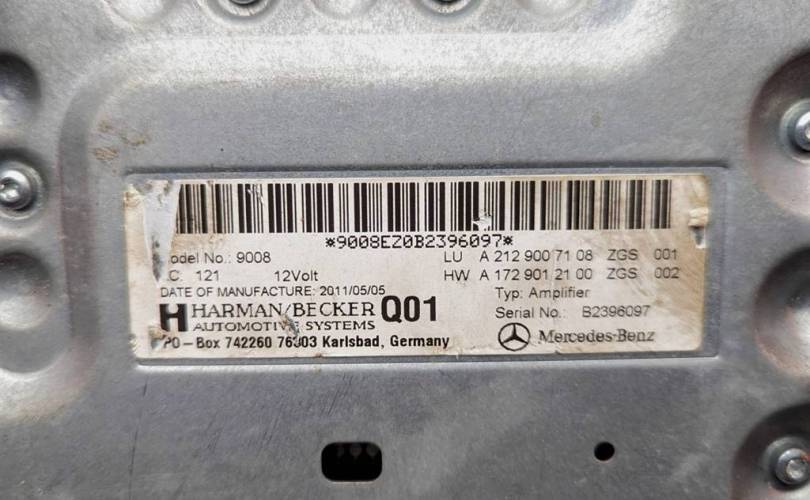 *9008EZ0B2396097*
odel No.: 9008 LU A 212 900 71 08 ZGS 001
.C. 121 12Volt HW A 172 901 21 00 ZGS 002
DATE OF MANUFACTURE: 2011/05/05 Typ: Amplifier
H HARMAN/BECKER Q01 Serial No.: B2396097
AUTOMOTIVE SYSTEMS Mercedes-Benz
PO-Box 742260 76303 Karlsbad, Germany